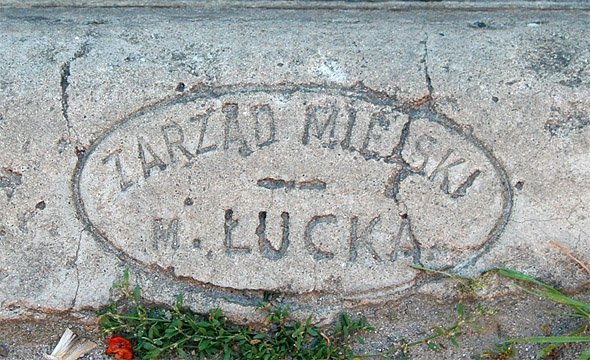 ZARZĄD MIEJSKI
M. ŁUCKA